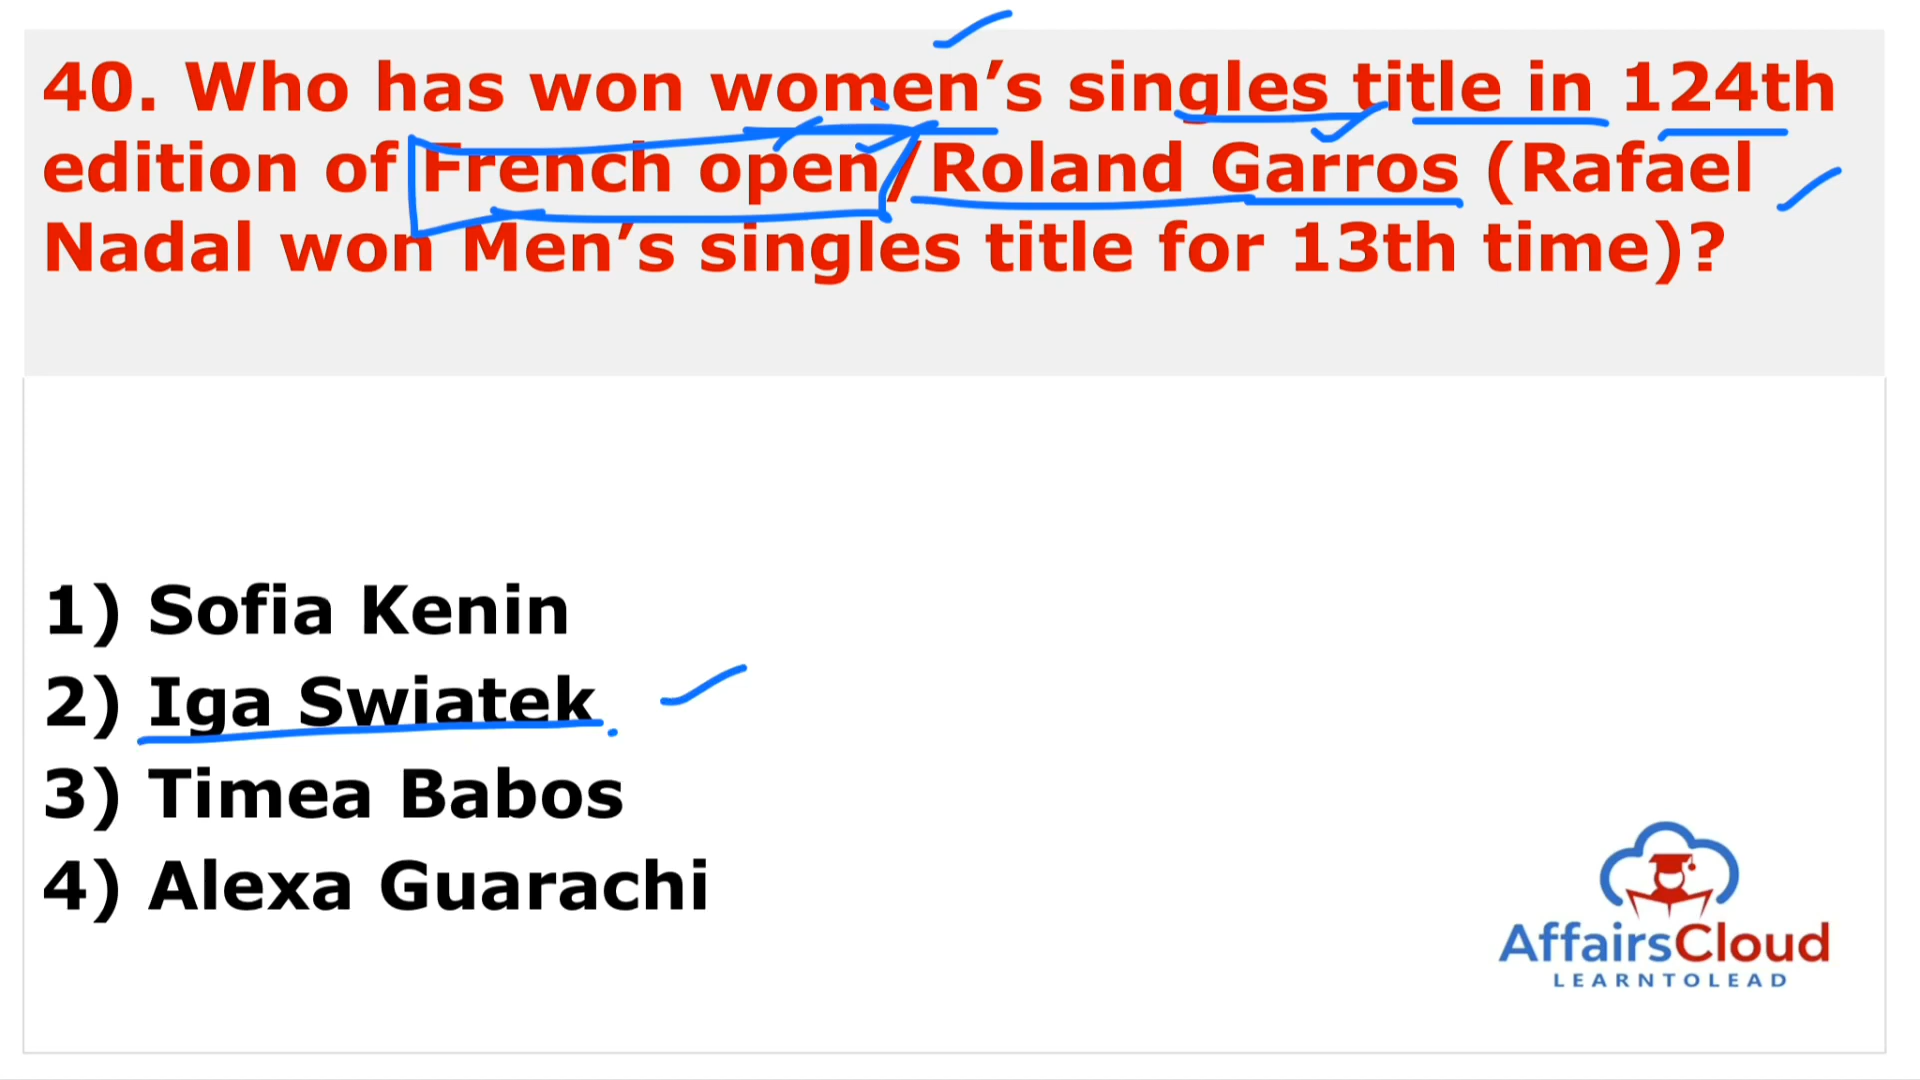 40. Who has won women’s singles title in 124th
edition of French open/Roland Garros (Rafael
Nadal won Men’s singles title for 13th time)?
1) Sofia Kenin
2) Iga Swiatek
3) Timea Babos
4) Alexa Guarachi
AffairsCloud
LEARNTOLEAD